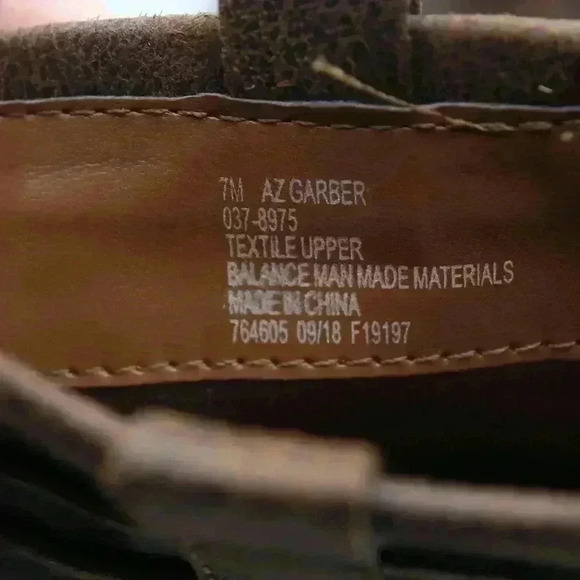 7M AZ GARBER
037-8975
TEXTILE UPPER
BALANCE MAN MADE MATERIALS
MADE IN CHINA
764605 09/18 F19197